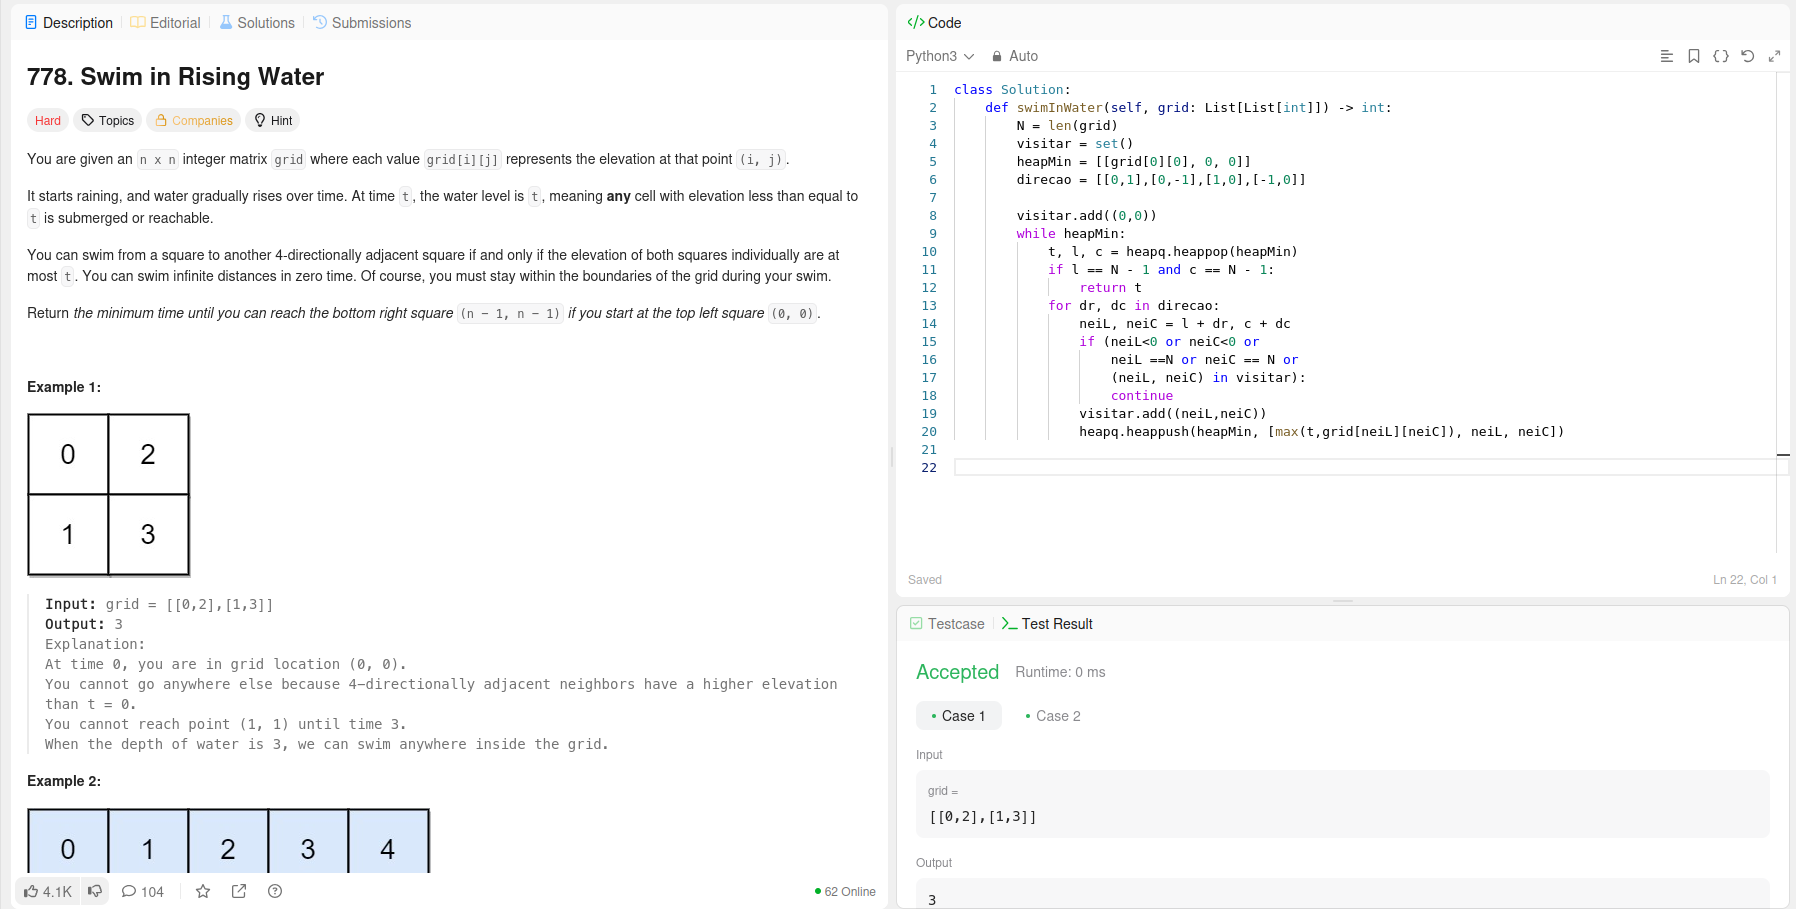 Description Editorial Solutions Submissions
778. Swim in Rising Water
Hard Topics Companies Hint
You are given an n x n integer matrix grid where each value grid[i][j] represents the elevation at that point (i, j).
It starts raining, and water gradually rises over time. At time t, the water level is t, meaning any cell with elevation less than equal to
t is submerged or reachable.
You can swim from a square to another 4-directionally adjacent square if and only if the elevation of both squares individually are at
most t. You can swim infinite distances in zero time. Of course, you must stay within the boundaries of the grid during your swim.
Return the minimum time until you can reach the bottom right square (n - 1, n - 1) if you start at the top left square (0, 0).
Example 1:
0 2
1 3
Input: grid = [[0,2],[1,3]]
Output: 3
Explanation:
At time 0, you are in grid location (0, 0).
You cannot go anywhere else because 4-directionally adjacent neighbors have a higher elevation
than t = 0.
You cannot reach point (1, 1) until time 3.
When the depth of water is 3, we can swim anywhere inside the grid.
Example 2:
0 1 2 3 4
4.1K 104 62 Online
</> Code
Python3 Auto
1 class Solution:
2     def swimInWater(self, grid: List[List[int]]) -> int:
3         N = len(grid)
4         visitar = set()
5         heapMin = [[grid[0][0], 0, 0]]
6         direcao = [[0,1],[0,-1],[1,0],[-1,0]]
7
8         visitar.add((0,0))
9         while heapMin:
10             t, l, c = heapq.heappop(heapMin)
11             if l == N - 1 and c == N - 1:
12                 return t
13             for dr, dc in direcao:
14                 neiL, neiC = l + dr, c + dc
15                 if (neiL<0 or neiC<0 or
16                     neiL ==N or neiC == N or
17                     (neiL, neiC) in visitar):
18                     continue
19                 visitar.add((neiL,neiC))
20                 heapq.heappush(heapMin, [max(t,grid[neiL][neiC]), neiL, neiC])
21
22
Saved Ln 22, Col 1
Testcase Test Result
Accepted Runtime: 0 ms
Case 1 Case 2
Input
grid =
[[0,2],[1,3]]
Output
3